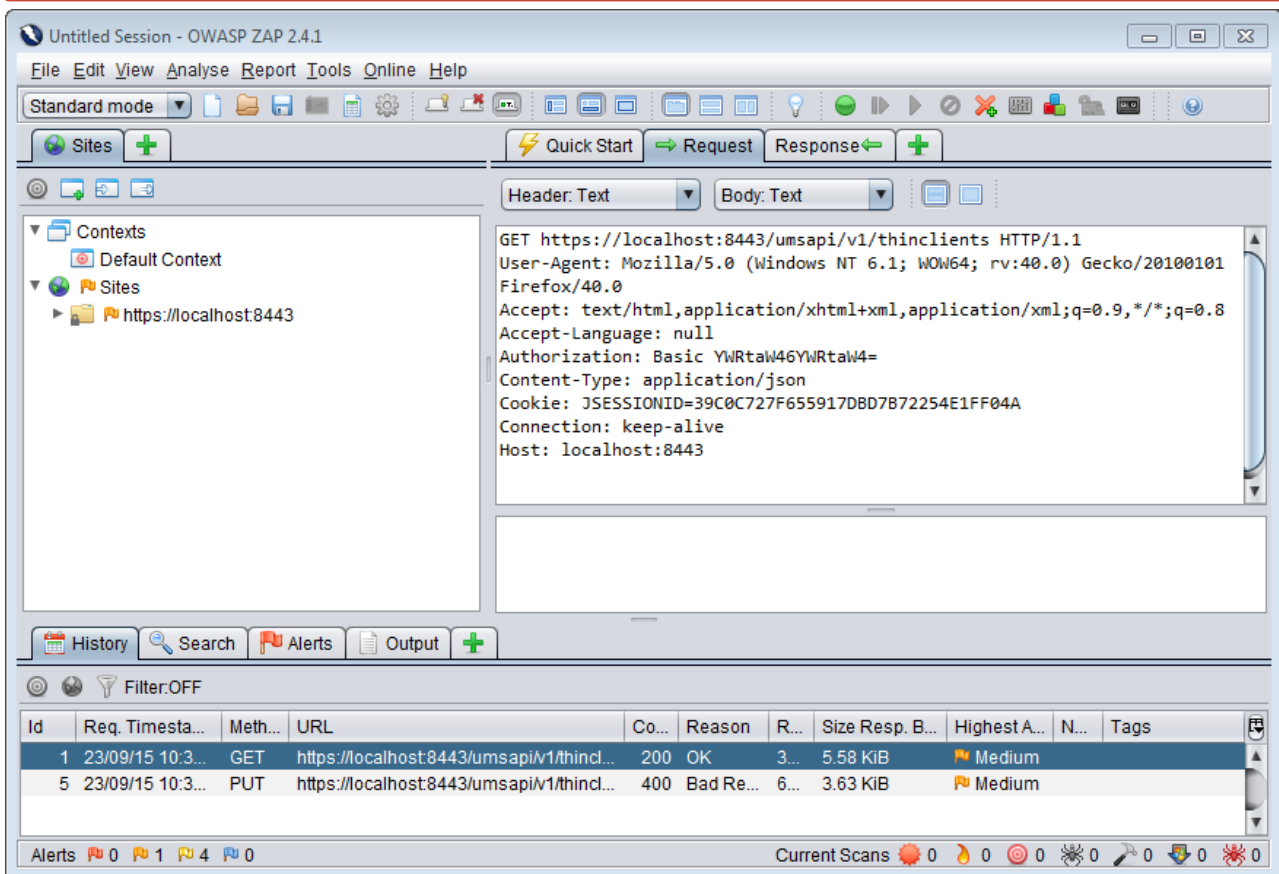 Untitled Session - OWASP ZAP 2.4.1
File Edit View Analyse Report Tools Online Help
Standard mode
Sites
Quick Start Request Response
Header: Text Body: Text
Contexts
Default Context
Sites
https://localhost:8443
GET https://localhost:8443/umsapi/v1/thinclients HTTP/1.1
User-Agent: Mozilla/5.0 (Windows NT 6.1; WOW64; rv:40.0) Gecko/20100101
Firefox/40.0
Accept: text/html,application/xhtml+xml,application/xml;q=0.9,*/*;q=0.8
Accept-Language: null
Authorization: Basic YWRtaW46YWRtaW4=
Content-Type: application/json
Cookie: JSESSIONID=39C0C727F655917DBD7B72254E1FF04A
Connection: keep-alive
Host: localhost:8443
History Search Alerts Output
Filter:OFF
Id Req. Timesta... Meth... URL Co... Reason R... Size Resp. B... Highest A... N... Tags
1 23/09/15 10:3... GET https://localhost:8443/umsapi/v1/thincl... 200 OK 3... 5.58 KiB Medium
5 23/09/15 10:3... PUT https://localhost:8443/umsapi/v1/thincl... 400 Bad Re... 6... 3.63 KiB Medium
Alerts 0 1 4 0 Current Scans 0 0 0 0 0 0 0